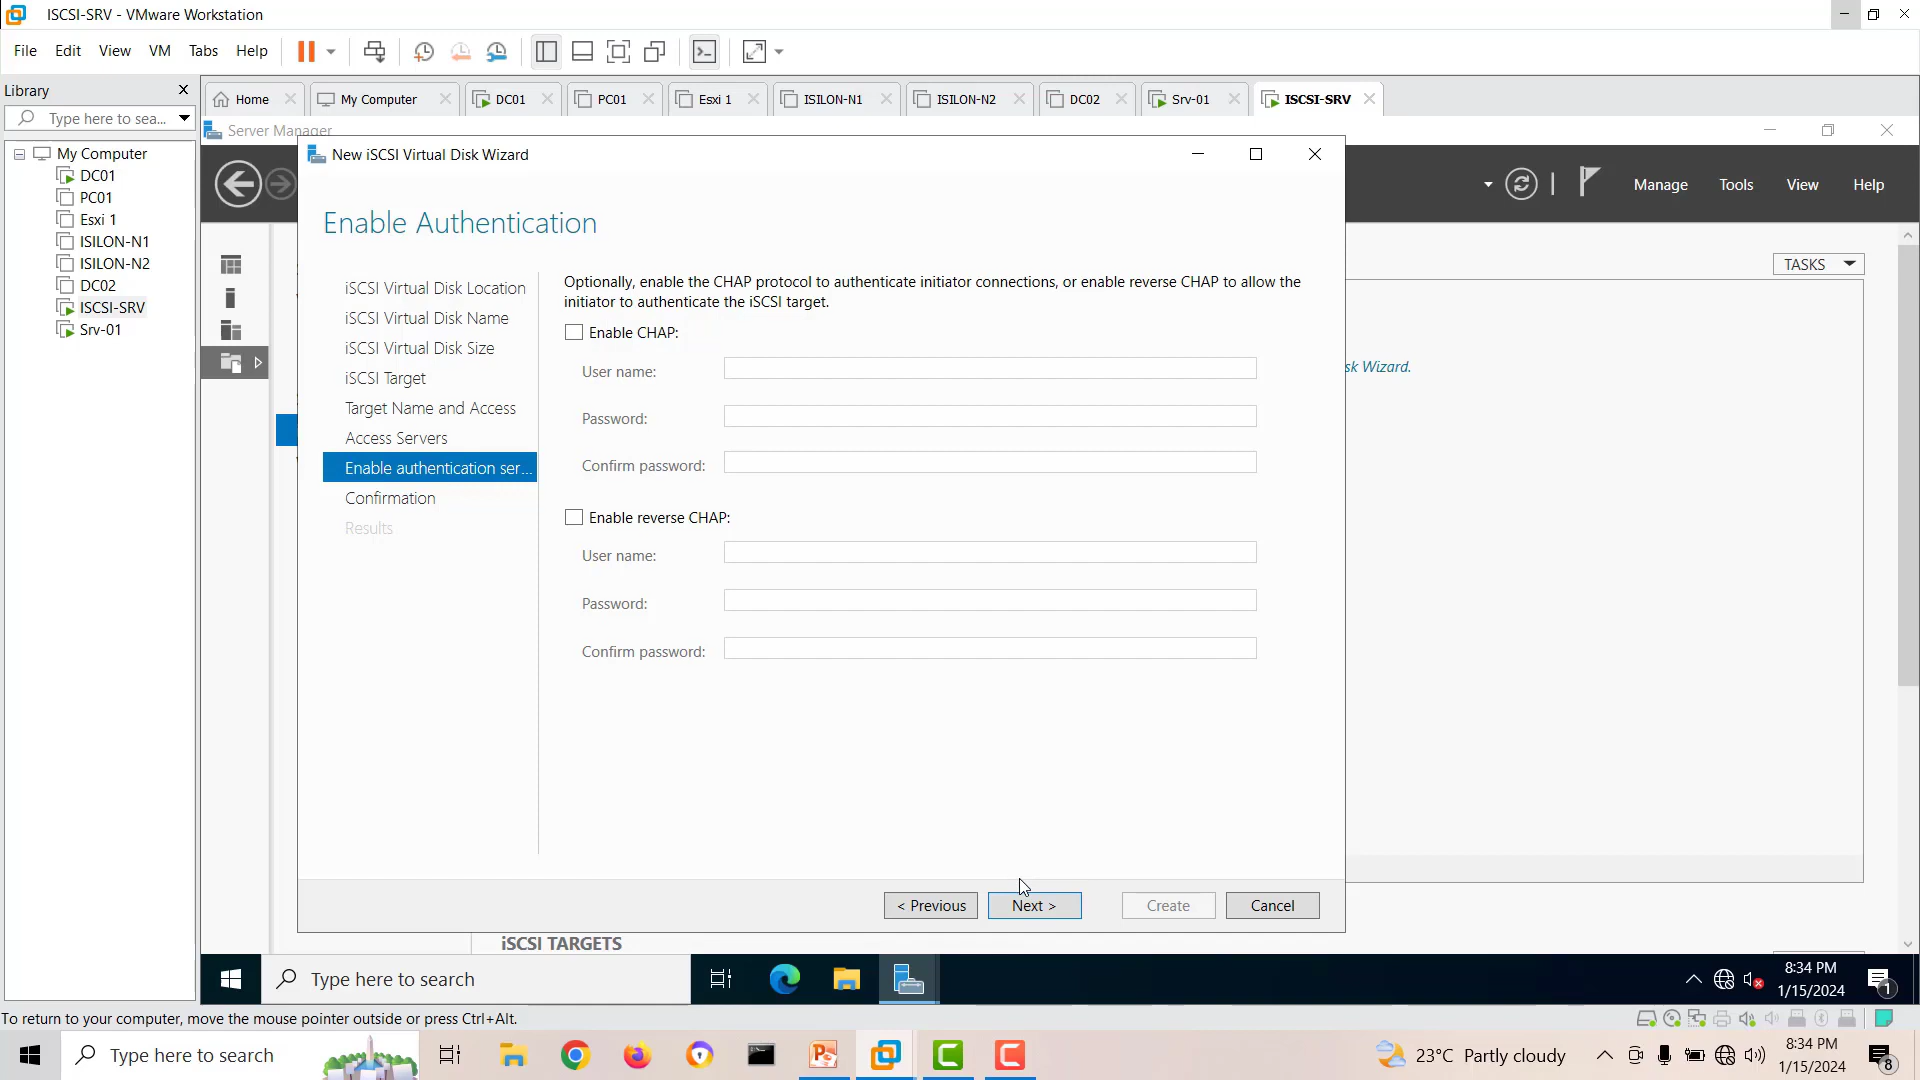 ISCSI-SRV - VMware Workstation
File Edit View VM Tabs Help
Library
Type here to sea...
My Computer
DC01
PC01
Esxi 1
ISILON-N1
ISILON-N2
DC02
ISCSI-SRV
Srv-01
Home
My Computer
DC01
PC01
Esxi 1
ISILON-N1
ISILON-N2
DC02
Srv-01
ISCSI-SRV
Server Manager
Manage Tools View Help
TASKS
sk Wizard.
New iSCSI Virtual Disk Wizard
Enable Authentication
iSCSI Virtual Disk Location
iSCSI Virtual Disk Name
iSCSI Virtual Disk Size
iSCSI Target
Target Name and Access
Access Servers
Enable authentication ser...
Confirmation
Results
Optionally, enable the CHAP protocol to authenticate initiator connections, or enable reverse CHAP to allow the
initiator to authenticate the iSCSI target.
Enable CHAP:
User name:
Password:
Confirm password:
Enable reverse CHAP:
User name:
Password:
Confirm password:
< Previous
Next >
Create
Cancel
iSCSI TARGETS
Type here to search
8:34 PM
1/15/2024
1
To return to your computer, move the mouse pointer outside or press Ctrl+Alt.
Type here to search
23°C Partly cloudy
8:34 PM
1/15/2024
8